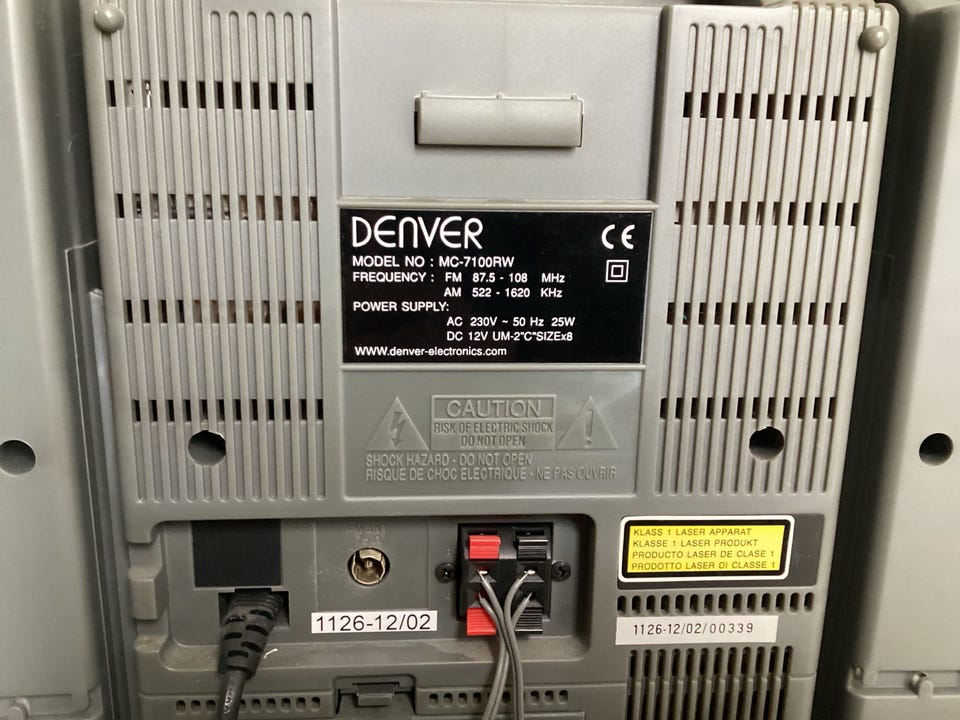 DENVER
CE
MODEL NO : MC-7100RW
FREQUENCY : FM 87.5 - 108 MHz
AM 522 - 1620 KHz
POWER SUPPLY:
AC 230V ~ 50 Hz 25W
DC 12V UM-2"C"SIZEx8
WWW.denver-electronics.com
CAUTION
RISK OF ELECTRIC SHOCK
DO NOT OPEN
SHOCK HAZARD - DO NOT OPEN
RISQUE DE CHOC ELECTRIQUE - NE PAS OUVRIR
FM ANT
75 Ω
KLASS 1 LASER APPARAT
KLASSE 1 LASER PRODUKT
PRODUCTO LASER DE CLASE 1
PRODOTTO LASER DI CLASSE 1
1126-12/02
1126-12/02/00339